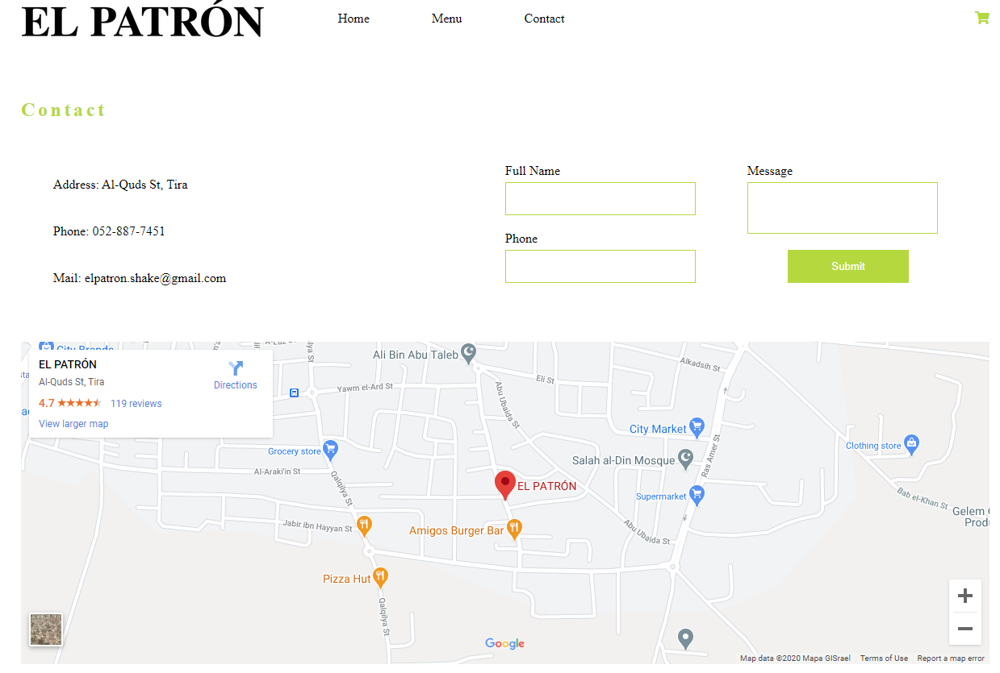 EL PATRÓN
Home
Menu
Contact
Contact
Address: Al-Quds St, Tira
Phone: 052-887-7451
Mail: elpatron.shake@gmail.com
Full Name
Phone
Message
Submit
EL PATRÓN
Al-Quds St, Tira
4.7
119 reviews
View larger map
Directions
Ali Bin Abu Taleb
Eli St
Alkadsih St
Yawm el-Ard St
Abu Ubaida St
City Market
Clothing store
Grocery store
Salah al-Din Mosque
Ras Amer St
Al-Araki'in St
Qalqilya St
EL PATRÓN
Supermarket
Bab el-Khan St
Gelem
Jabir ibn Hayyan St
Amigos Burger Bar
Abu Ubaida St
Pizza Hut
Qalqilya St
Google
Map data ©2020 Mapa GISrael
Terms of Use
Report a map error